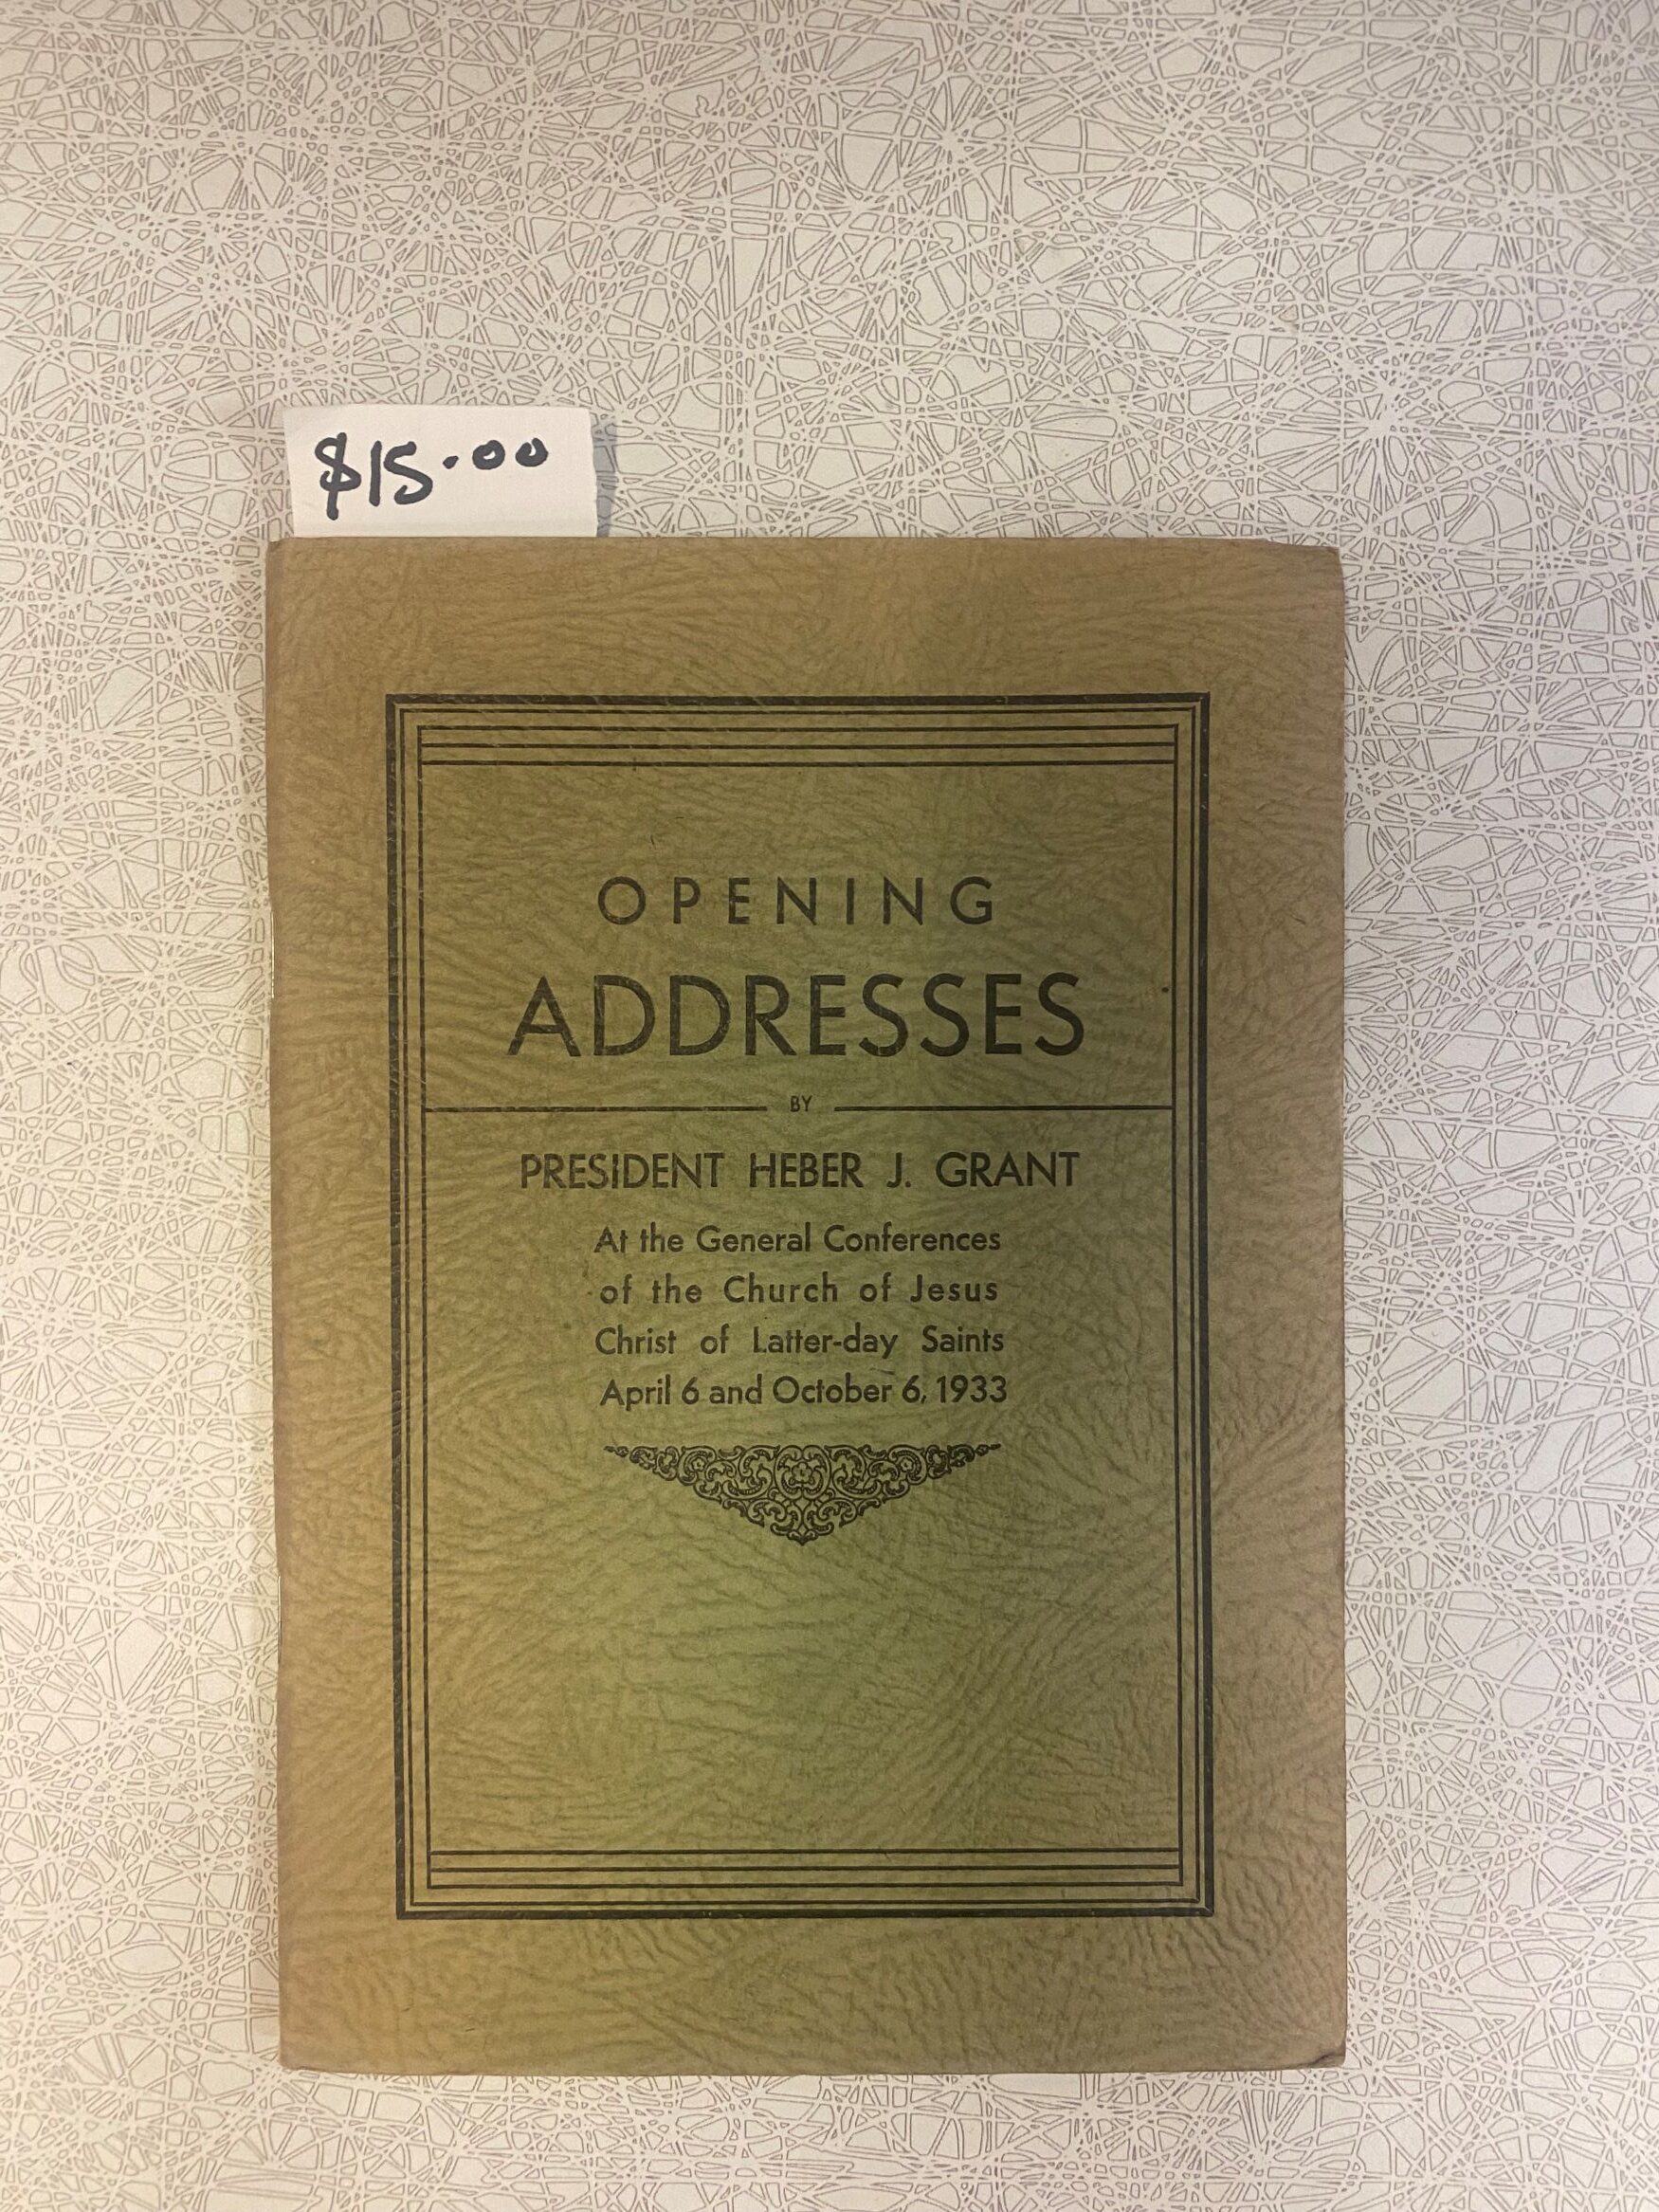 $15.00
OPENING
ADDRESSES
BY
PRESIDENT HEBER J. GRANT
At the General Conferences
of the Church of Jesus
Christ of Latter-day Saints
April 6 and October 6, 1933